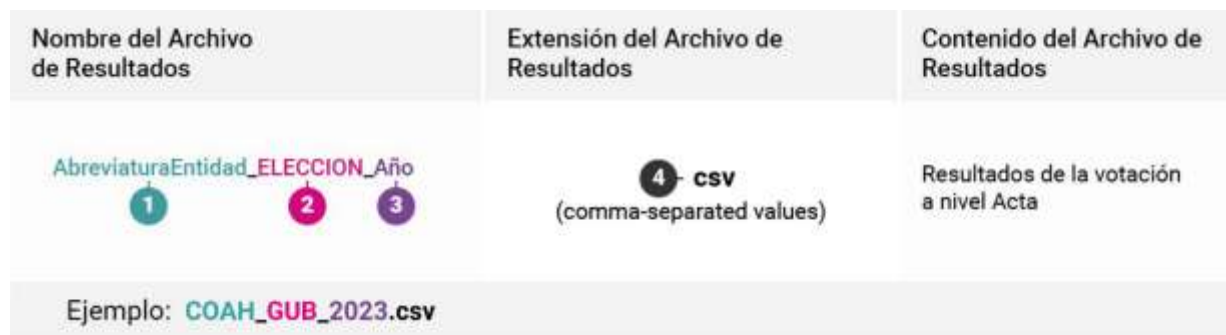 Nombre del Archivo
de Resultados
Extensión del Archivo de
Resultados
Contenido del Archivo de
Resultados
AbreviaturaEntidad_ELECCION_Año
1
2
3
4 csv
(comma-separated values)
Resultados de la votación
a nivel Acta
Ejemplo: COAH_GUB_2023.csv